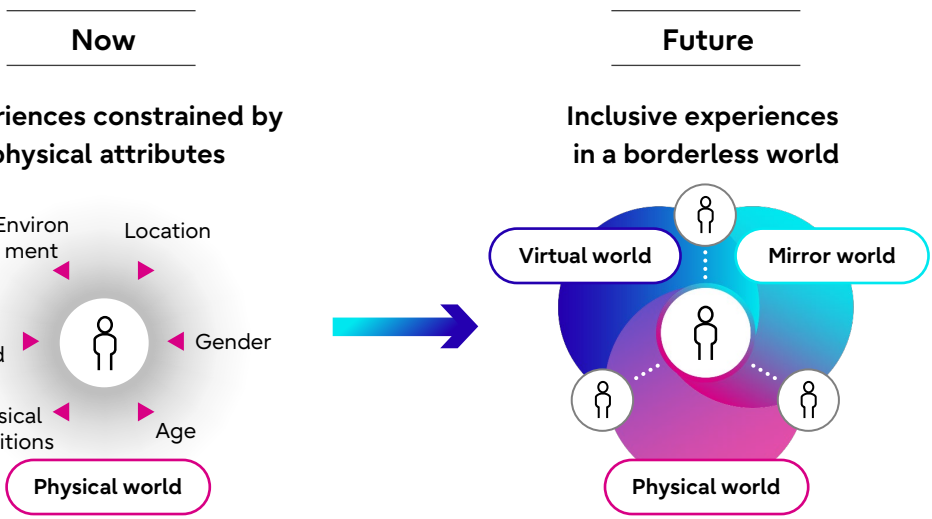 Now
riences constrained by
physical attributes
Environ
ment
Location
d
Gender
sical
itions
Age
Physical world
Future
Inclusive experiences
in a borderless world
Virtual world
Mirror world
Physical world